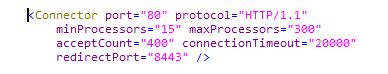 <Connector port="80" protocol="HTTP/1.1"
minProcessors="15" maxProcessors="300"
acceptCount="400" connectionTimeout="20000"
redirectPort="8443" />